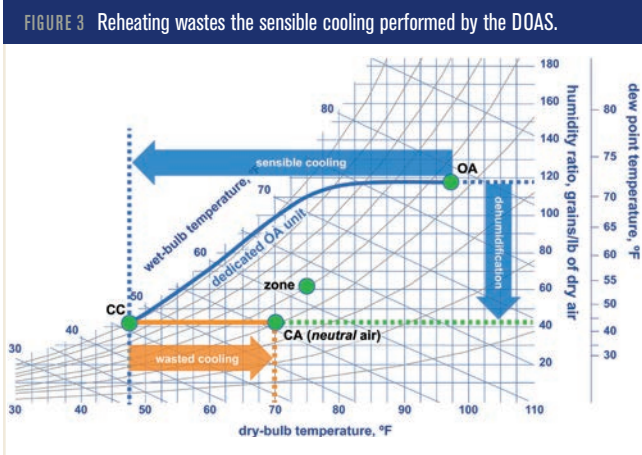 FIGURE 3 Reheating wastes the sensible cooling performed by the DOAS.
180
160
140
120
100
80
60
40
20
humidity ratio, grains/lb of dry air
80
75
70
65
60
55
50
40
30
dew point temperature, ºF
80
70
60
50
40
30
wet-bulb temperature, º
sensible cooling
OA
dedicated OA unit
dehumidification
zone
CC
CA (neutral air)
wasted cooling
30
40
50
60
70
80
90
100
110
dry-bulb temperature, ºF